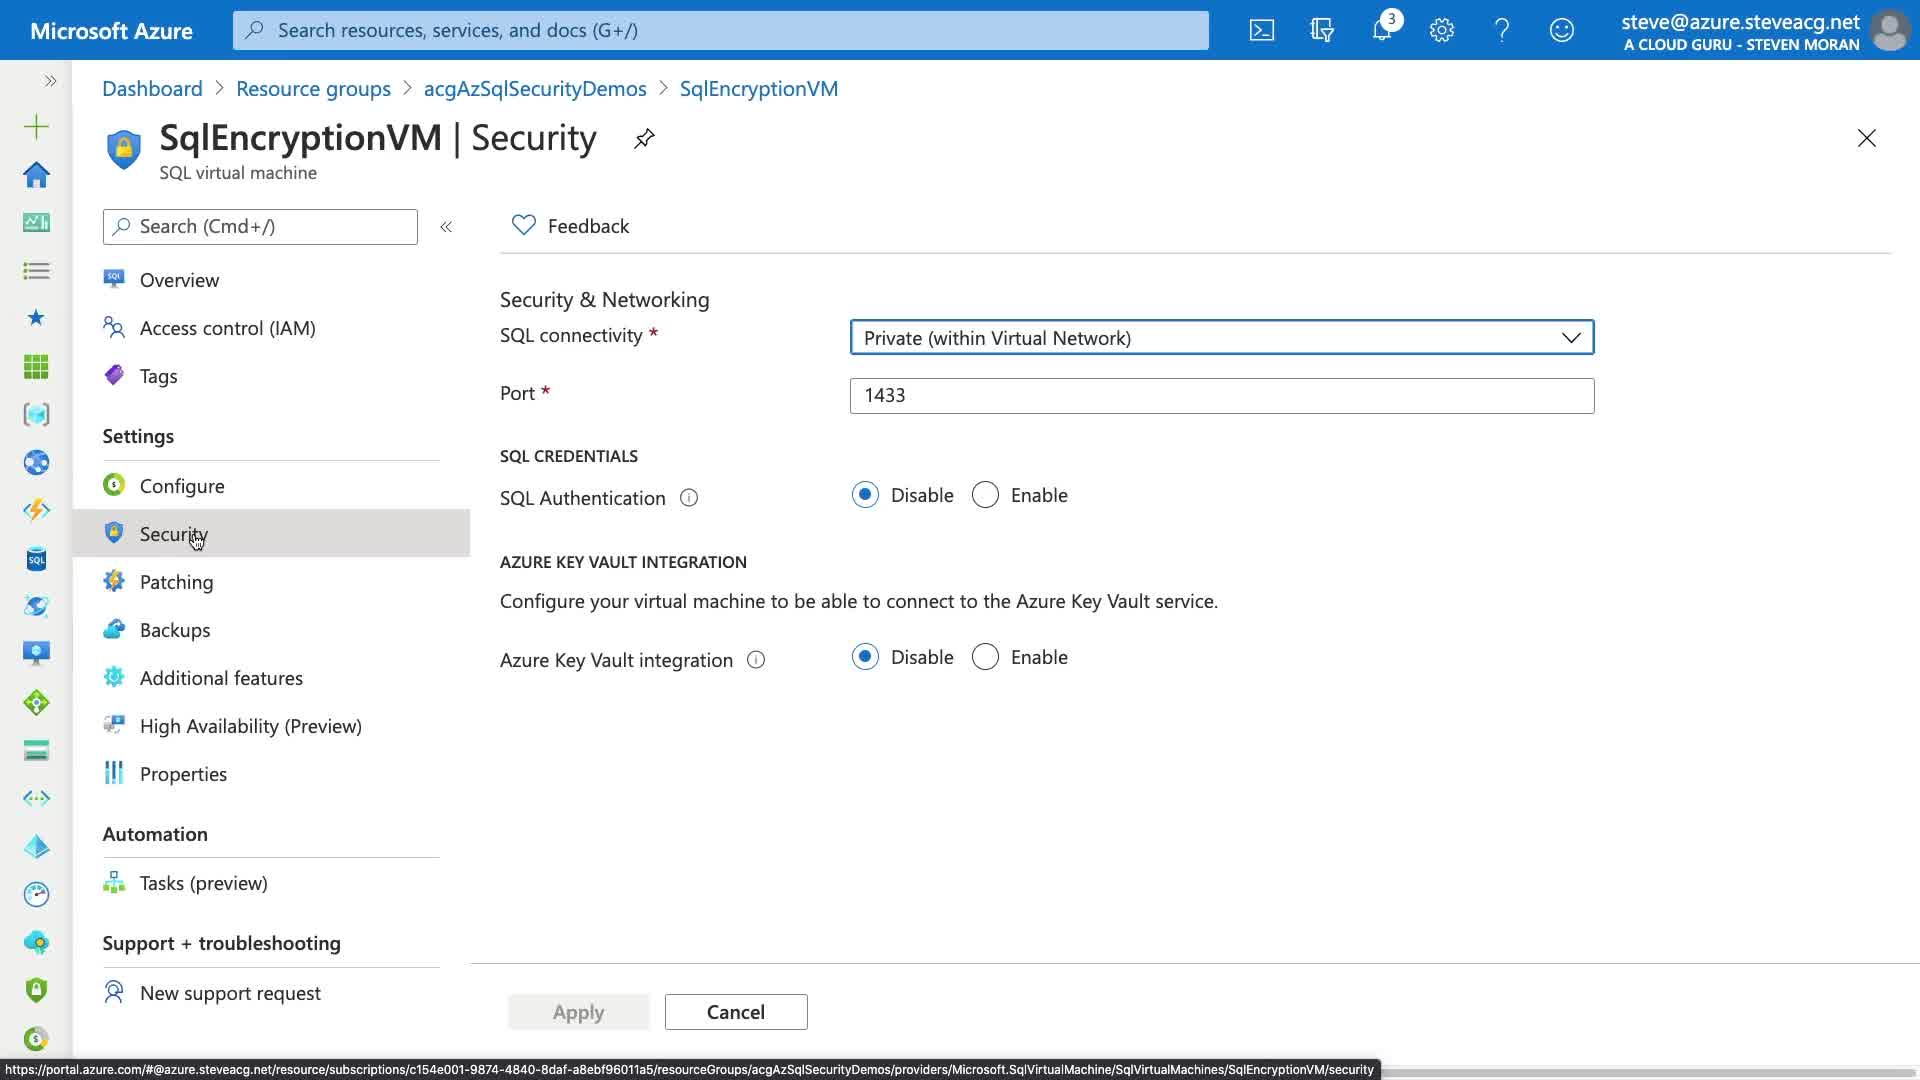 Microsoft Azure
Search resources, services, and docs (G+/)
3
steve@azure.steveacg.net
A CLOUD GURU - STEVEN MORAN
Dashboard > Resource groups > acgAzSqlSecurityDemos > SqlEncryptionVM
SqlEncryptionVM | Security
SQL virtual machine
Search (Cmd+/)
Feedback
Overview
Access control (IAM)
Tags
Settings
Configure
Security
Patching
Backups
Additional features
High Availability (Preview)
Properties
Automation
Tasks (preview)
Support + troubleshooting
New support request
Security & Networking
SQL connectivity *
Private (within Virtual Network)
Port *
1433
SQL CREDENTIALS
SQL Authentication
Disable
Enable
AZURE KEY VAULT INTEGRATION
Configure your virtual machine to be able to connect to the Azure Key Vault service.
Azure Key Vault integration
Disable
Enable
Apply
Cancel
SQL
SQL
https://portal.azure.com/#@azure.steveacg.net/resource/subscriptions/c154e001-9874-4840-8daf-a8ebf96011a5/resourceGroups/acgAzSqlSecurityDemos/providers/Microsoft.SqlVirtualMachine/SqlVirtualMachines/SqlEncryptionVM/security